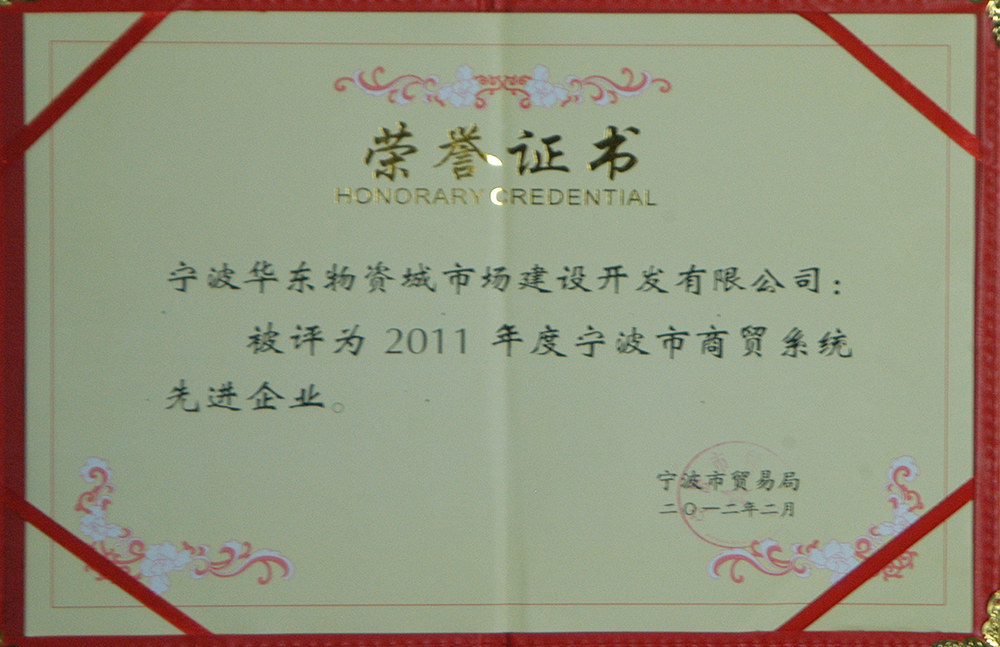 荣誉证书
HONORARY CREDENTIAL
宁波华东物资城市场建设开发有限公司：
被评为 2011 年度宁波市商贸系统
先进企业。
宁波市贸易局
二〇一二年二月